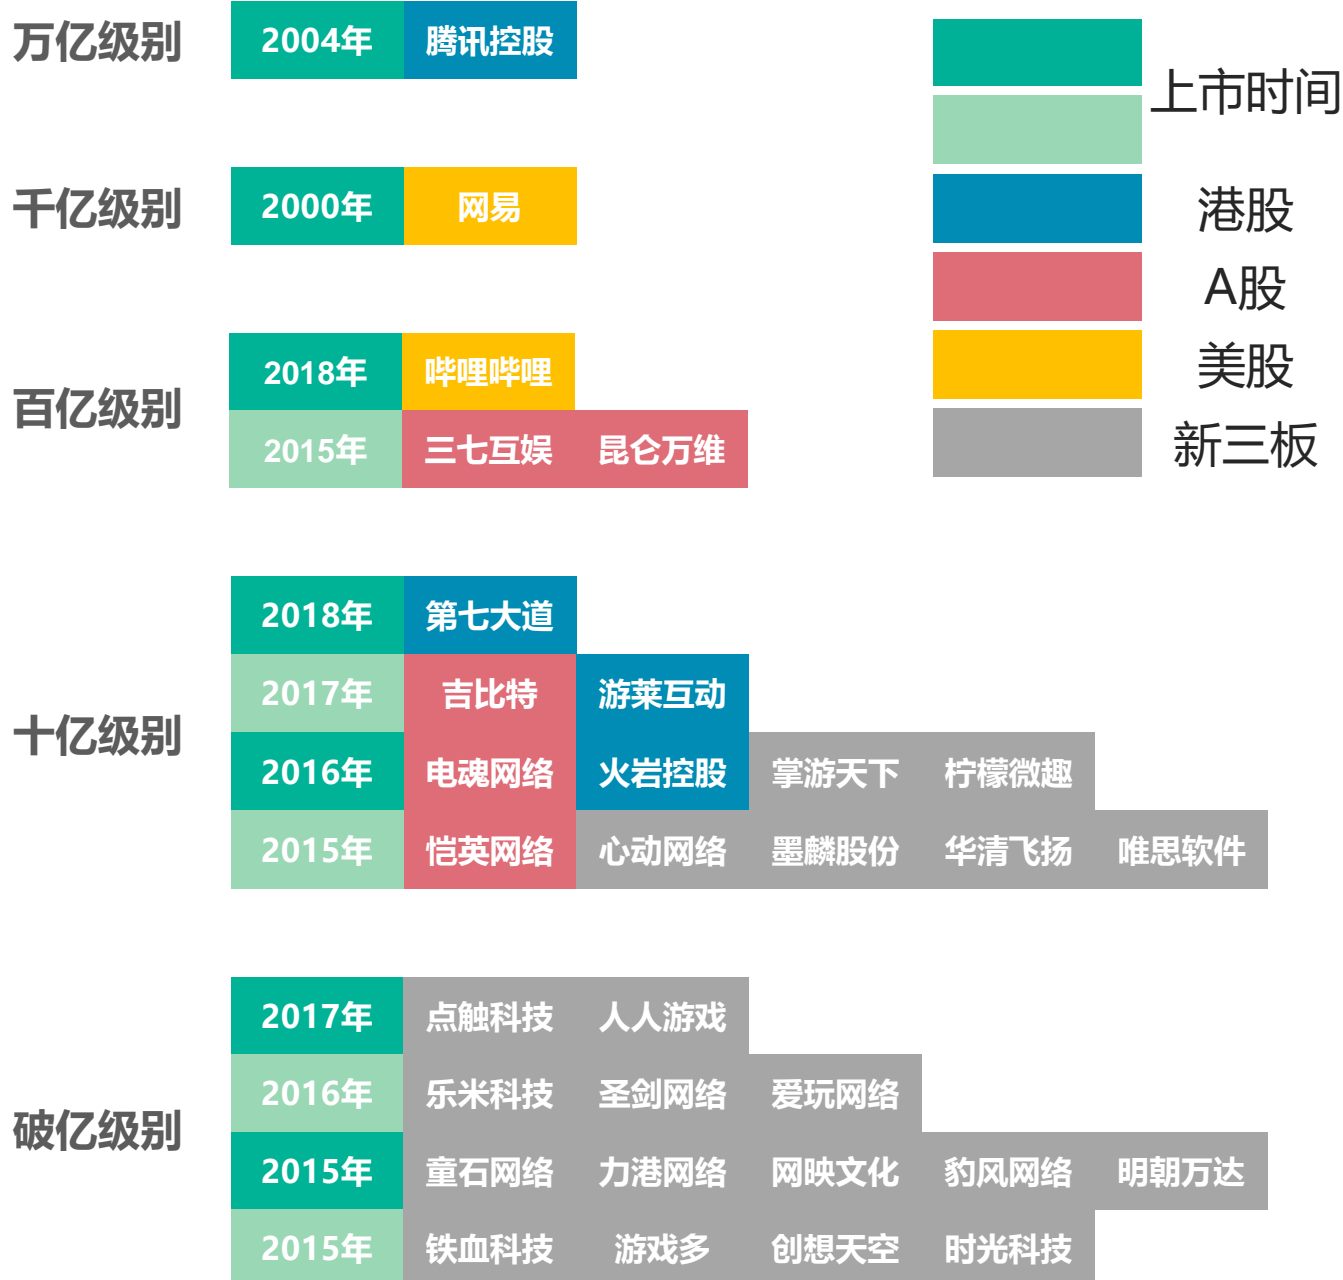 万亿级别
2004年 腾讯控股
千亿级别
2000年 网易
百亿级别
2018年 哔哩哔哩
2015年 三七互娱 昆仑万维
十亿级别
2018年 第七大道
2017年 吉比特 游莱互动
2016年 电魂网络 火岩控股 掌游天下 柠檬微趣
2015年 恺英网络 心动网络 墨麟股份 华清飞扬 唯思软件
破亿级别
2017年 点触科技 人人游戏
2016年 乐米科技 圣剑网络 爱玩网络
2015年 童石网络 力港网络 网映文化 豹风网络 明朝万达
2015年 铁血科技 游戏多 创想天空 时光科技
上市时间
港股
A股
美股
新三板